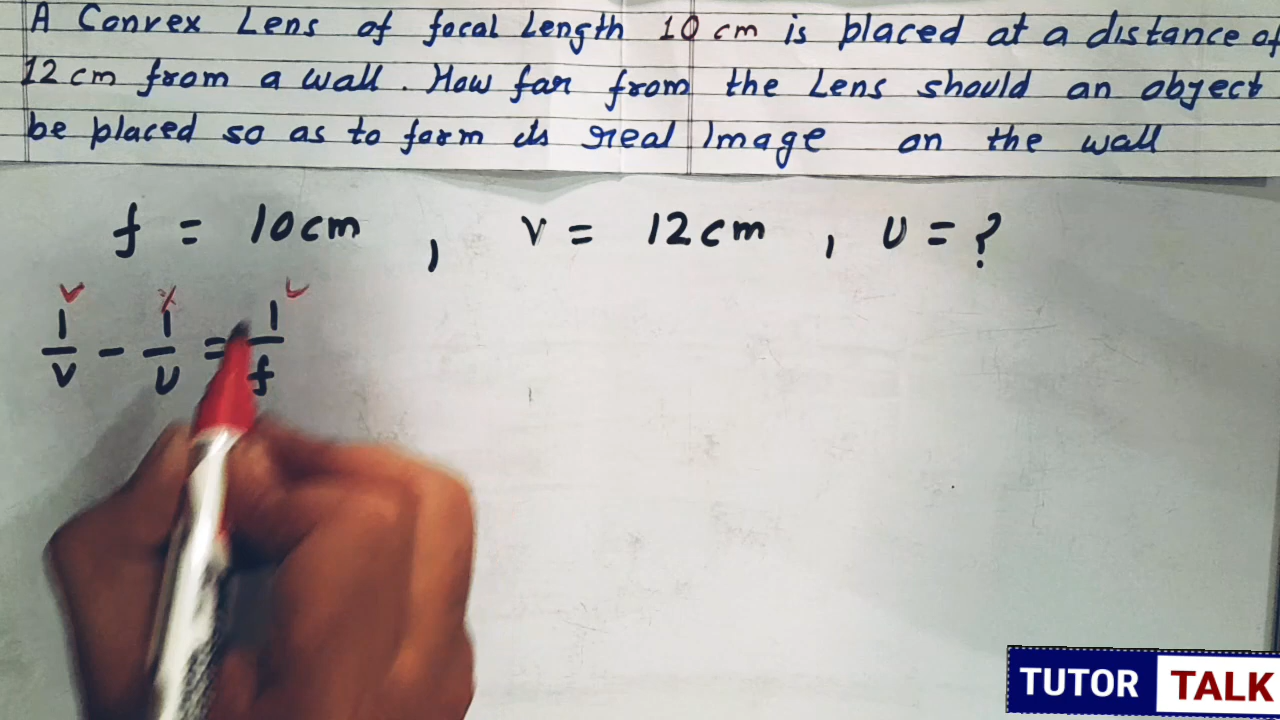 A Convex Lens of focal Length 10 cm is placed at a distance of
12 cm from a wall. How far from the Lens should an object
be placed so as to form its real Image on the wall
f = 10cm , v = 12cm , u = ?
1/v - 1/u = 1/f
TUTOR TALK